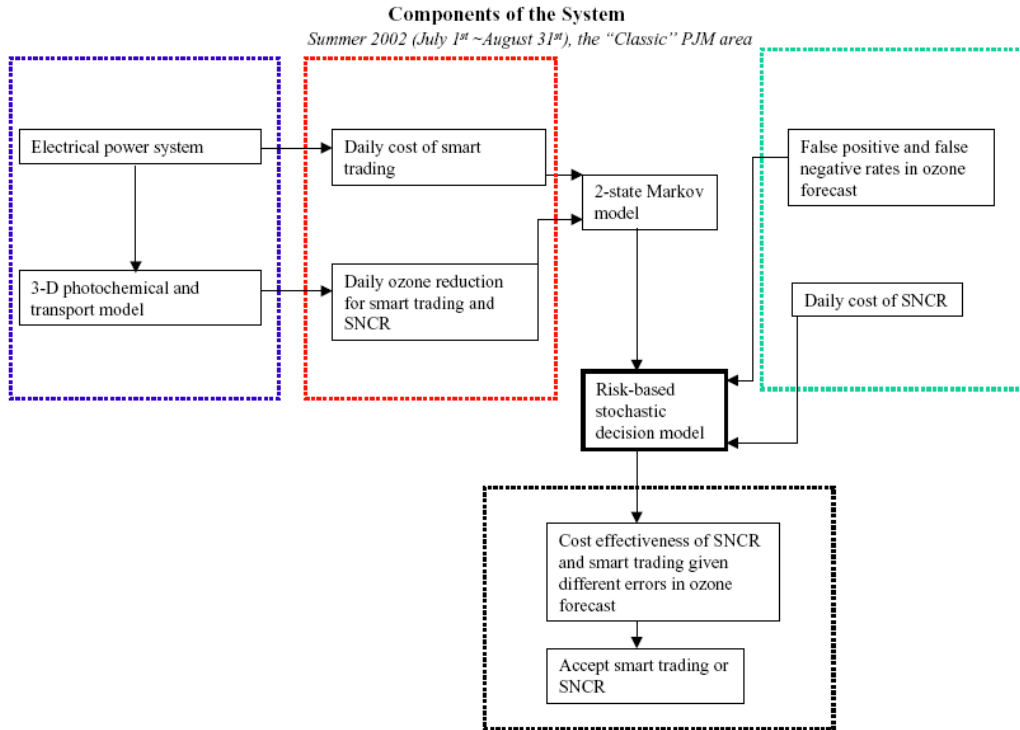 Components of the System
Summer 2002 (July 1st ~August 31st), the “Classic” PJM area
Electrical power system
3-D photochemical and
transport model
Daily cost of smart
trading
Daily ozone reduction
for smart trading and
SNCR
2-state Markov
model
False positive and false
negative rates in ozone
forecast
Daily cost of SNCR
Risk-based
stochastic
decision model
Cost effectiveness of SNCR
and smart trading given
different errors in ozone
forecast
Accept smart trading or
SNCR